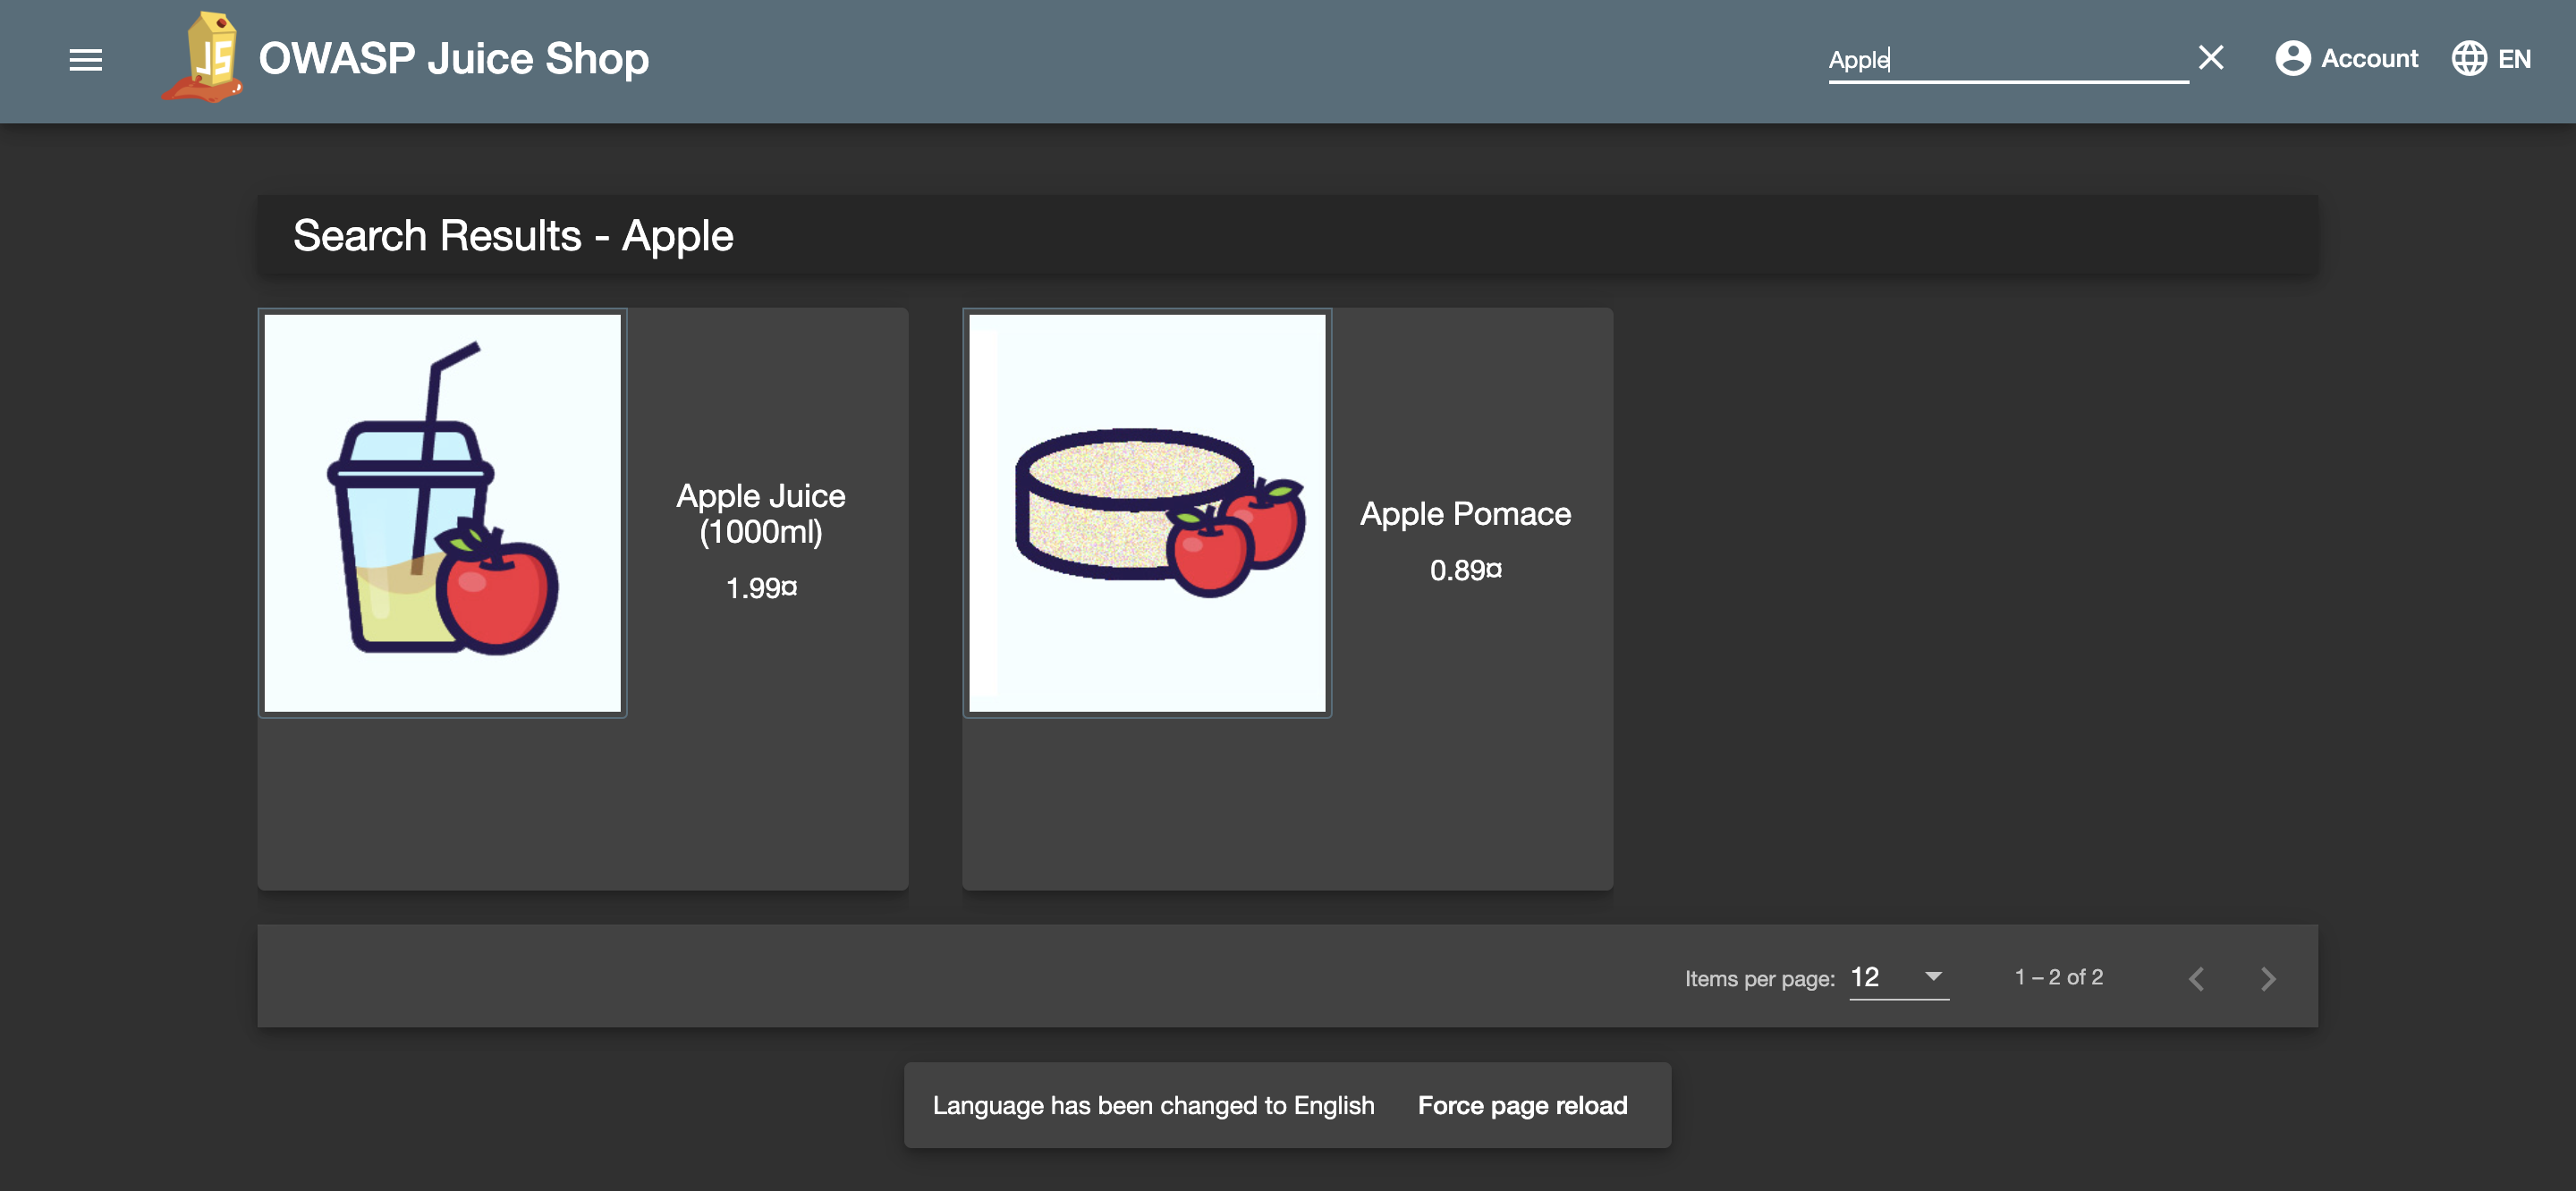 JS
OWASP Juice Shop
Apple
Account
EN
Search Results - Apple
Apple Juice
(1000ml)
1.99¤
Apple Pomace
0.89¤
Items per page: 12
1 – 2 of 2
Language has been changed to English
Force page reload